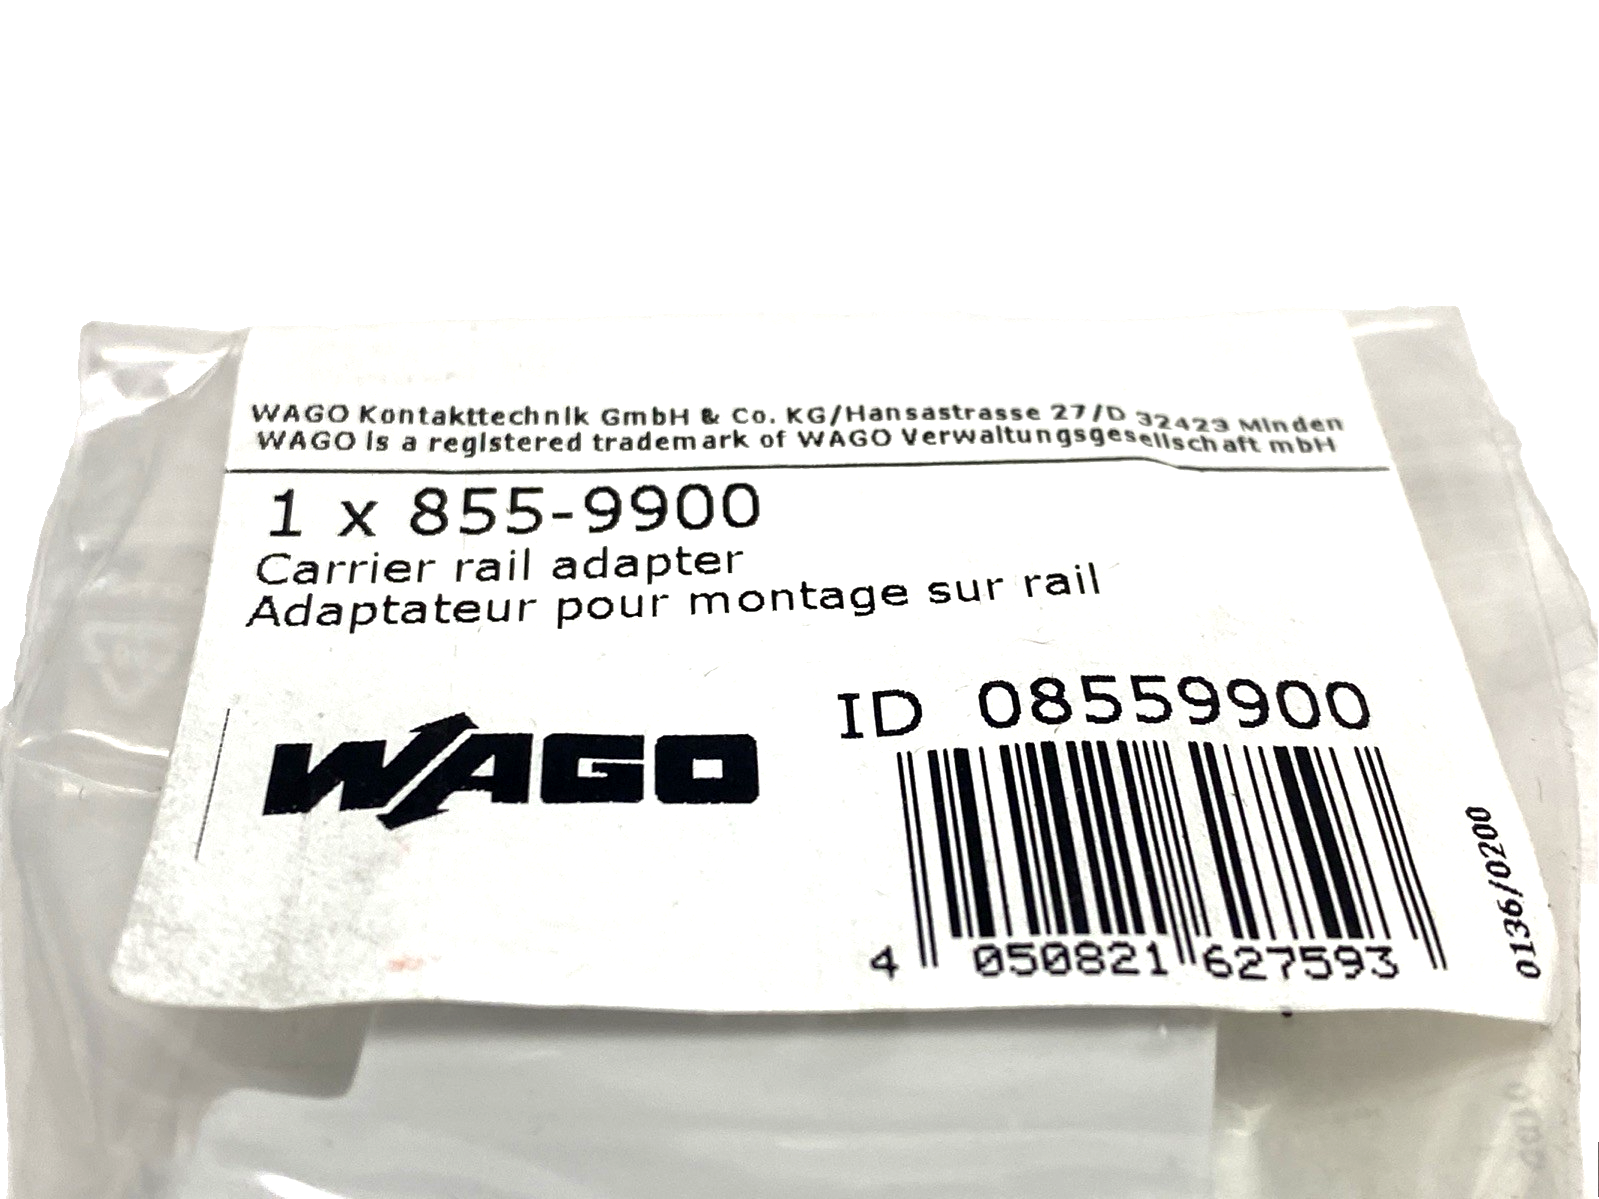 WAGO Kontakttechnik GmbH & Co. KG/Hansastrasse 27/D 32423 Minden
WAGO is a registered trademark of WAGO Verwaltungsgesellschaft mbH
1 x 855-9900
Carrier rail adapter
Adaptateur pour montage sur rail
WAGO
ID 08559900
4 050821 627593
0136/0200